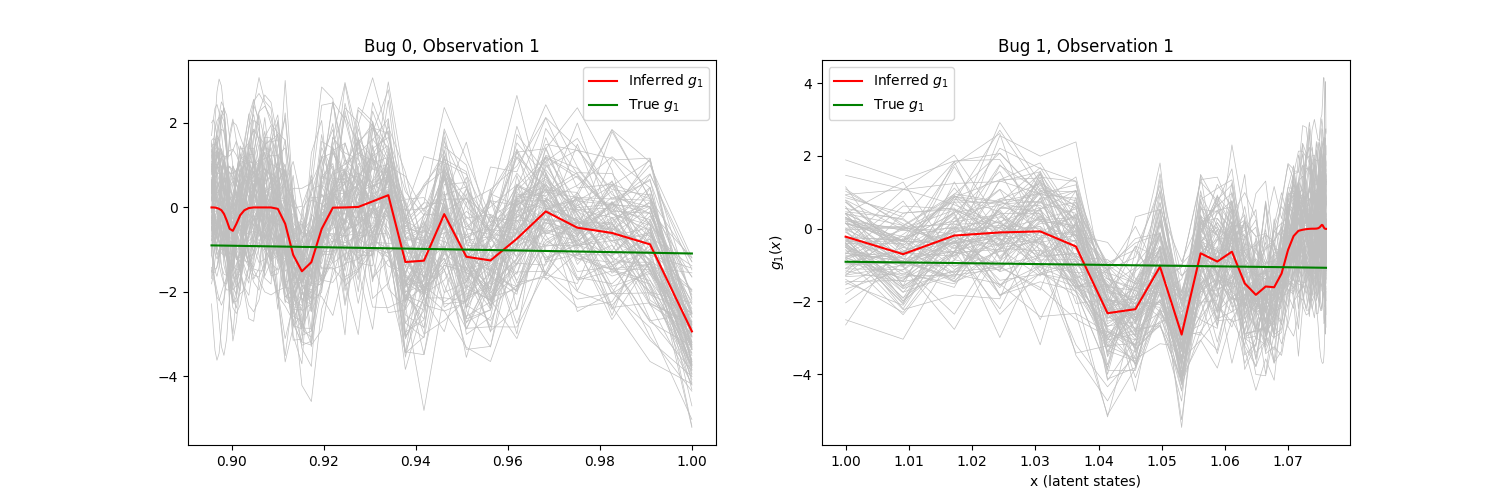 Bug 0, Observation 1
Inferred g₁
True g₁
2
0
−2
−4
0.90 0.92 0.94 0.96 0.98 1.00
Bug 1, Observation 1
Inferred g₁
True g₁
g₁(x)
4
2
0
−2
−4
1.00 1.01 1.02 1.03 1.04 1.05 1.06 1.07
x (latent states)